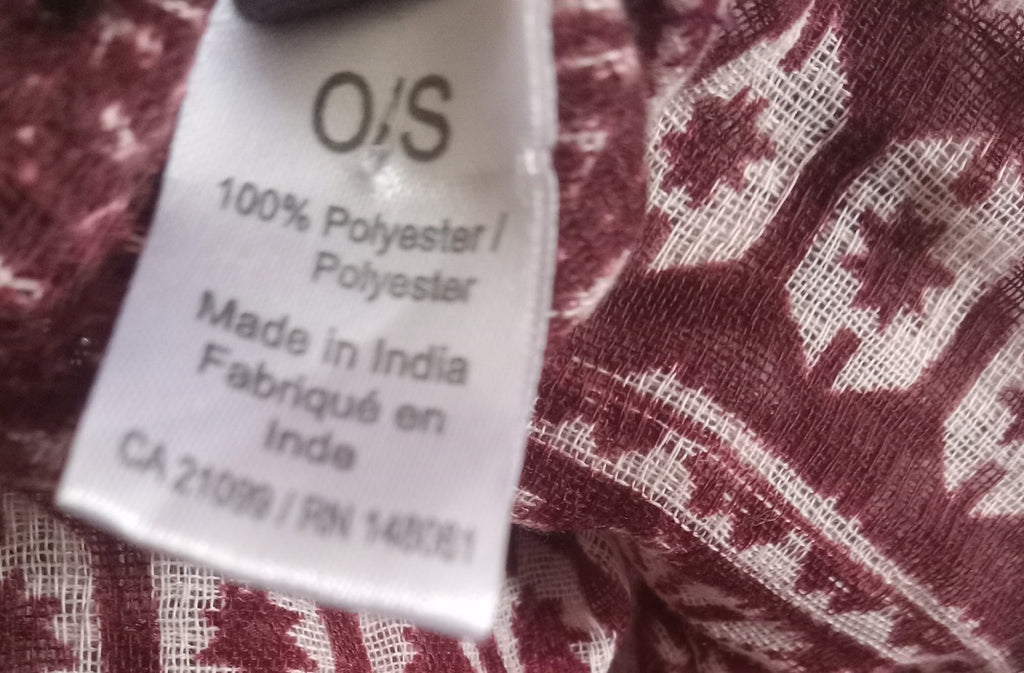 O/S
100% Polyester /
Polyester
Made in India
Fabriqué en
Inde
CA 21099 / RN 148081